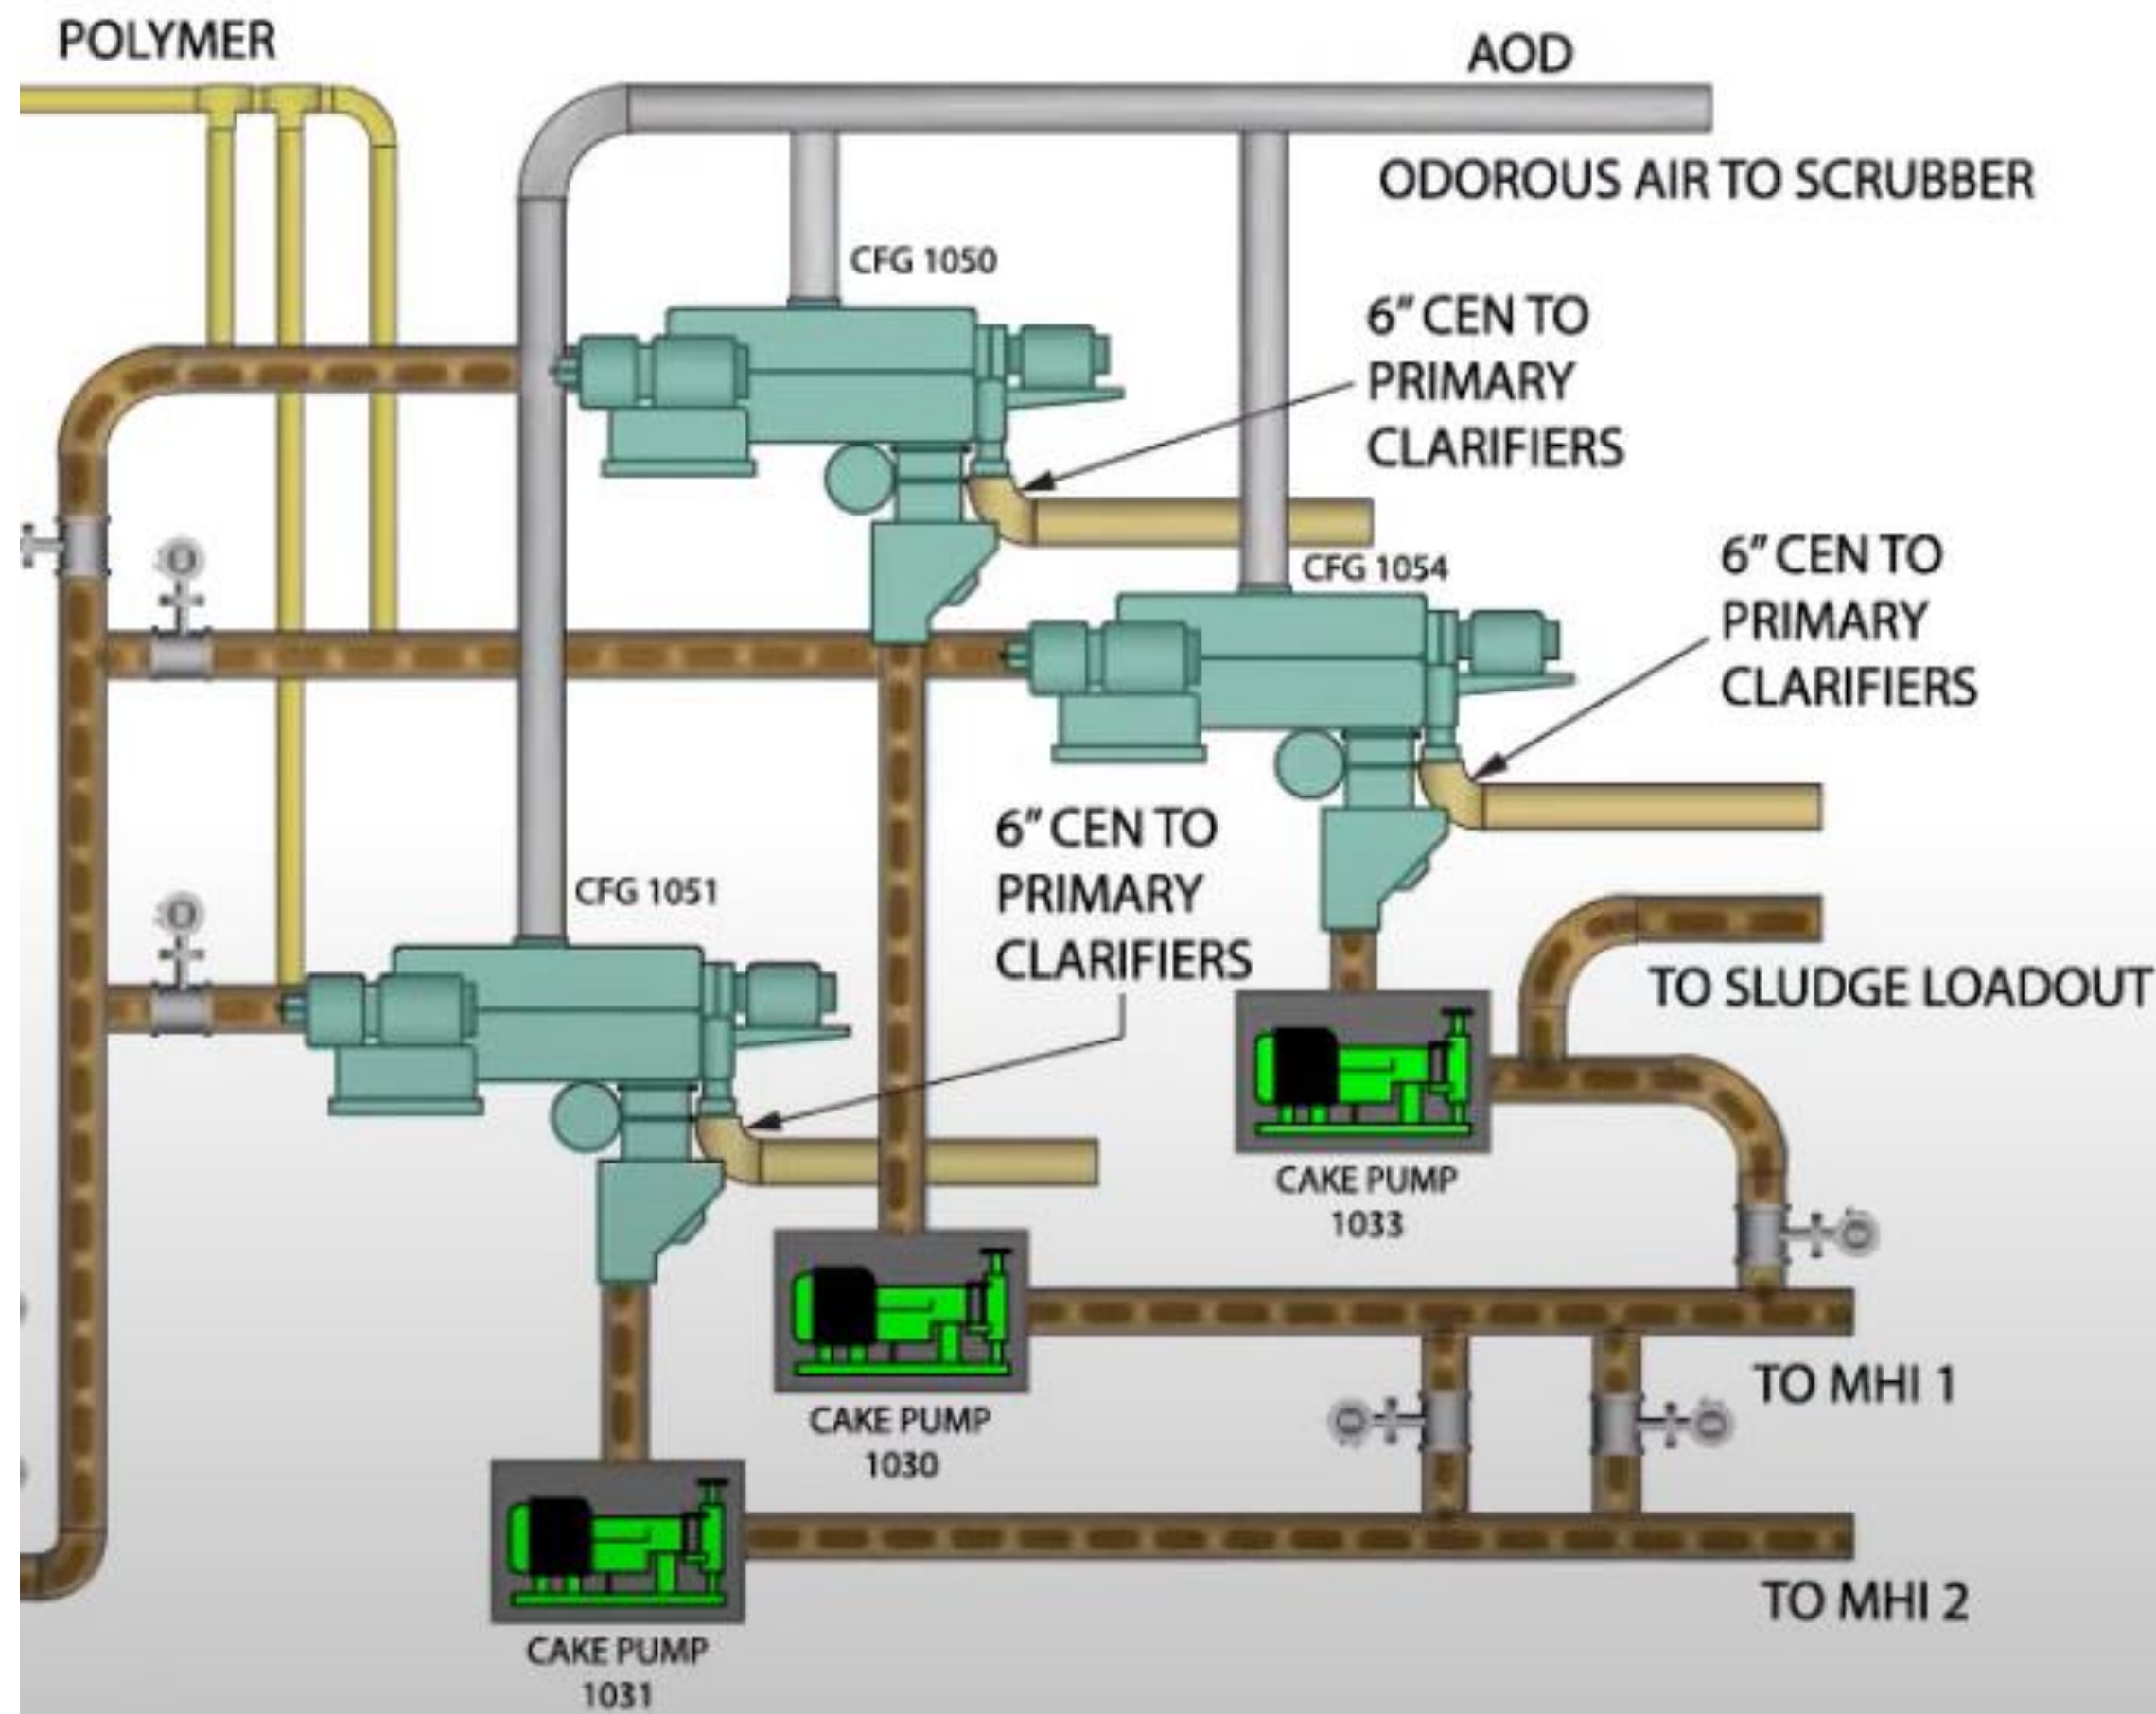 POLYMER
AOD
ODOROUS AIR TO SCRUBBER
CFG 1050
6" CEN TO
PRIMARY
CLARIFIERS
CFG 1054
6" CEN TO
PRIMARY
CLARIFIERS
6" CEN TO
PRIMARY
CLARIFIERS
CFG 1051
TO SLUDGE LOADOUT
CAKE PUMP
1033
TO MHI 1
CAKE PUMP
1030
TO MHI 2
CAKE PUMP
1031